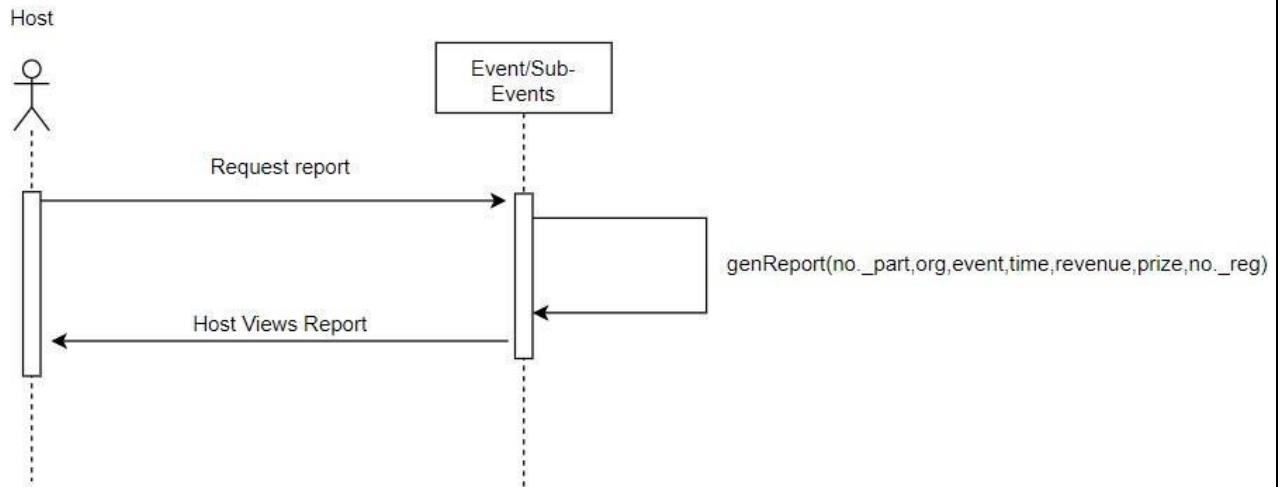 Host
Event/Sub-
Events
Request report
genReport(no._part,org,event,time,revenue,prize,no._reg)
Host Views Report